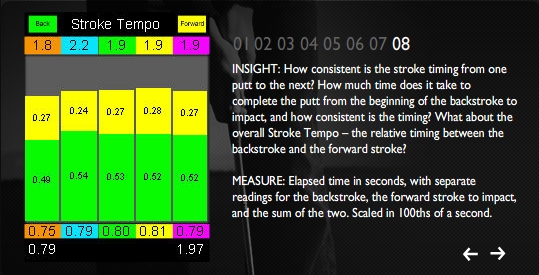 Back Stroke Tempo Forward
1.8 2.2 1.9 1.9 1.9
0.27 0.24 0.27 0.28 0.27
0.49 0.54 0.53 0.52 0.52
0.75 0.79 0.80 0.81 0.79
0.79 1.97
01 02 03 04 05 06 07 08
INSIGHT: How consistent is the stroke timing from one
putt to the next? How much time does it take to
complete the putt from the beginning of the backstroke to
impact, and how consistent is the timing? What about the
overall Stroke Tempo – the relative timing between the
backstroke and the forward stroke?
MEASURE: Elapsed time in seconds, with separate
readings for the backstroke, the forward stroke to impact,
and the sum of the two. Scaled in 100ths of a second.